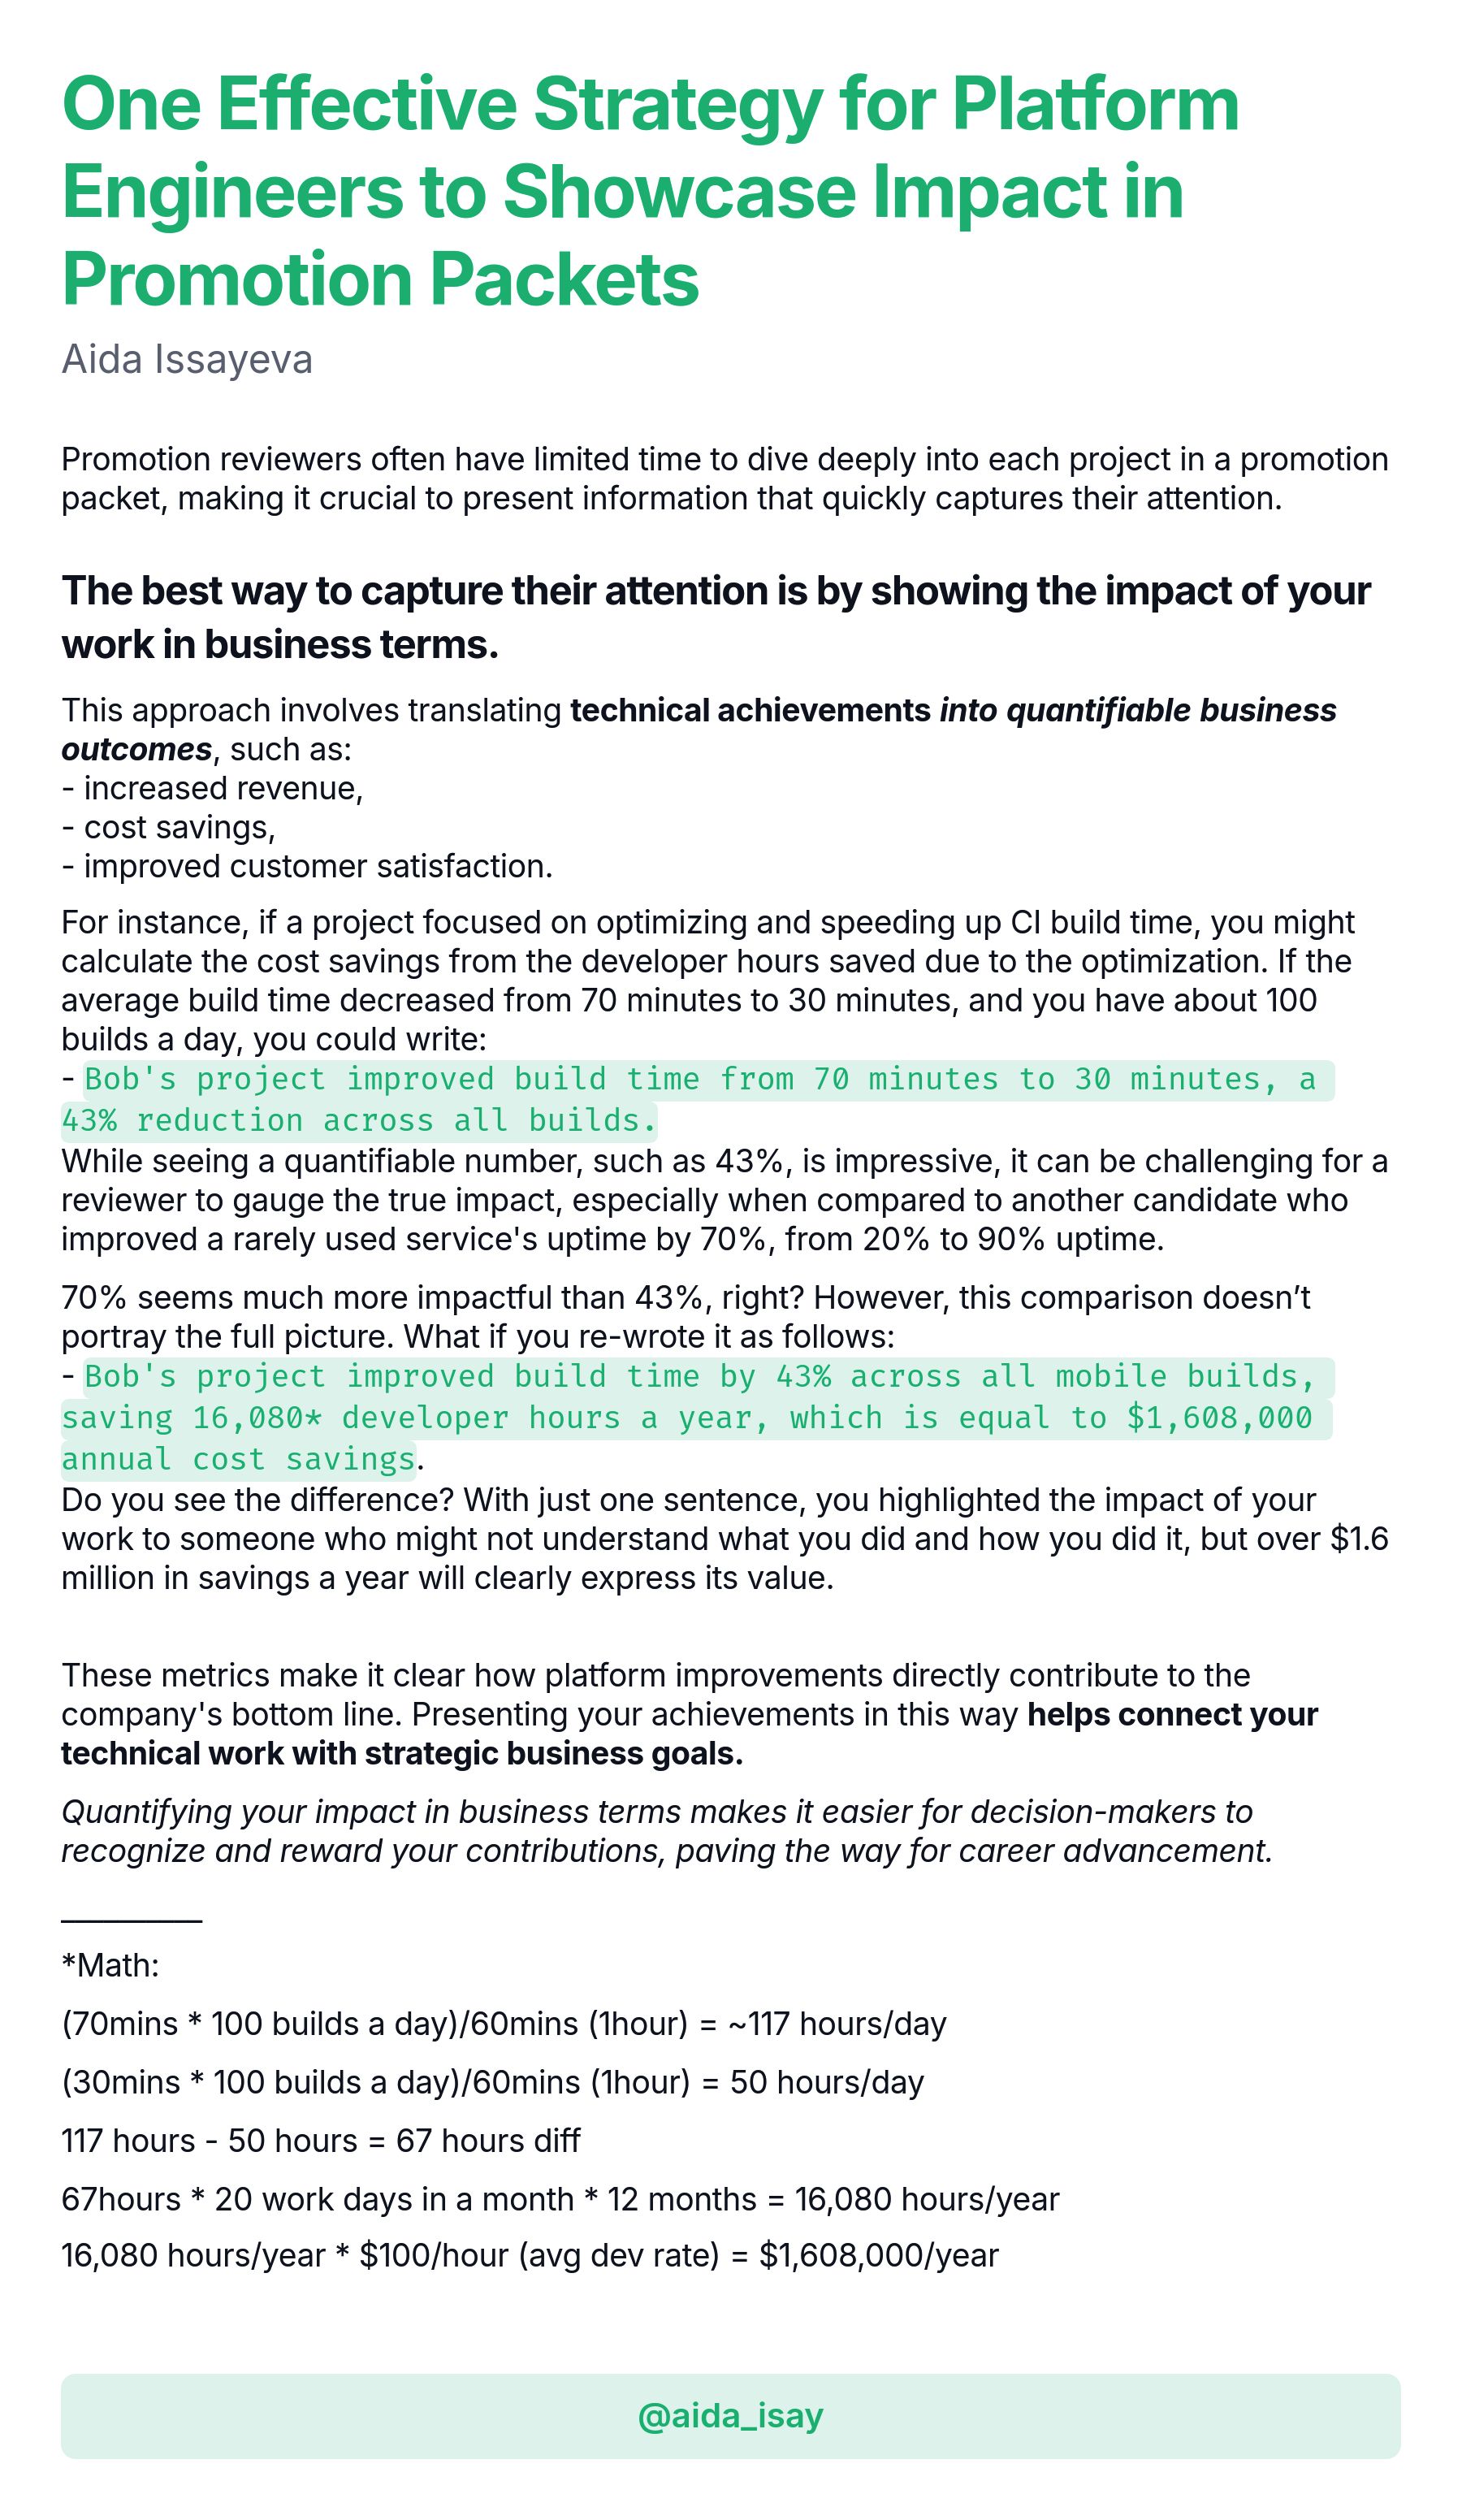 One Effective Strategy for Platform
Engineers to Showcase Impact in
Promotion Packets
Aida Issayeva
Promotion reviewers often have limited time to dive deeply into each project in a promotion
packet, making it crucial to present information that quickly captures their attention.
The best way to capture their attention is by showing the impact of your
work in business terms.
This approach involves translating technical achievements into quantifiable business
outcomes, such as:
- increased revenue,
- cost savings,
- improved customer satisfaction.
For instance, if a project focused on optimizing and speeding up CI build time, you might
calculate the cost savings from the developer hours saved due to the optimization. If the
average build time decreased from 70 minutes to 30 minutes, and you have about 100
builds a day, you could write:
- Bob's project improved build time from 70 minutes to 30 minutes, a
43% reduction across all builds.
While seeing a quantifiable number, such as 43%, is impressive, it can be challenging for a
reviewer to gauge the true impact, especially when compared to another candidate who
improved a rarely used service's uptime by 70%, from 20% to 90% uptime.
70% seems much more impactful than 43%, right? However, this comparison doesn’t
portray the full picture. What if you re-wrote it as follows:
- Bob's project improved build time by 43% across all mobile builds,
saving 16,080* developer hours a year, which is equal to $1,608,000
annual cost savings.
Do you see the difference? With just one sentence, you highlighted the impact of your
work to someone who might not understand what you did and how you did it, but over $1.6
million in savings a year will clearly express its value.
These metrics make it clear how platform improvements directly contribute to the
company's bottom line. Presenting your achievements in this way helps connect your
technical work with strategic business goals.
Quantifying your impact in business terms makes it easier for decision-makers to
recognize and reward your contributions, paving the way for career advancement.
__________
*Math:
(70mins * 100 builds a day)/60mins (1hour) = ~117 hours/day
(30mins * 100 builds a day)/60mins (1hour) = 50 hours/day
117 hours - 50 hours = 67 hours diff
67hours * 20 work days in a month * 12 months = 16,080 hours/year
16,080 hours/year * $100/hour (avg dev rate) = $1,608,000/year
@aida_isay